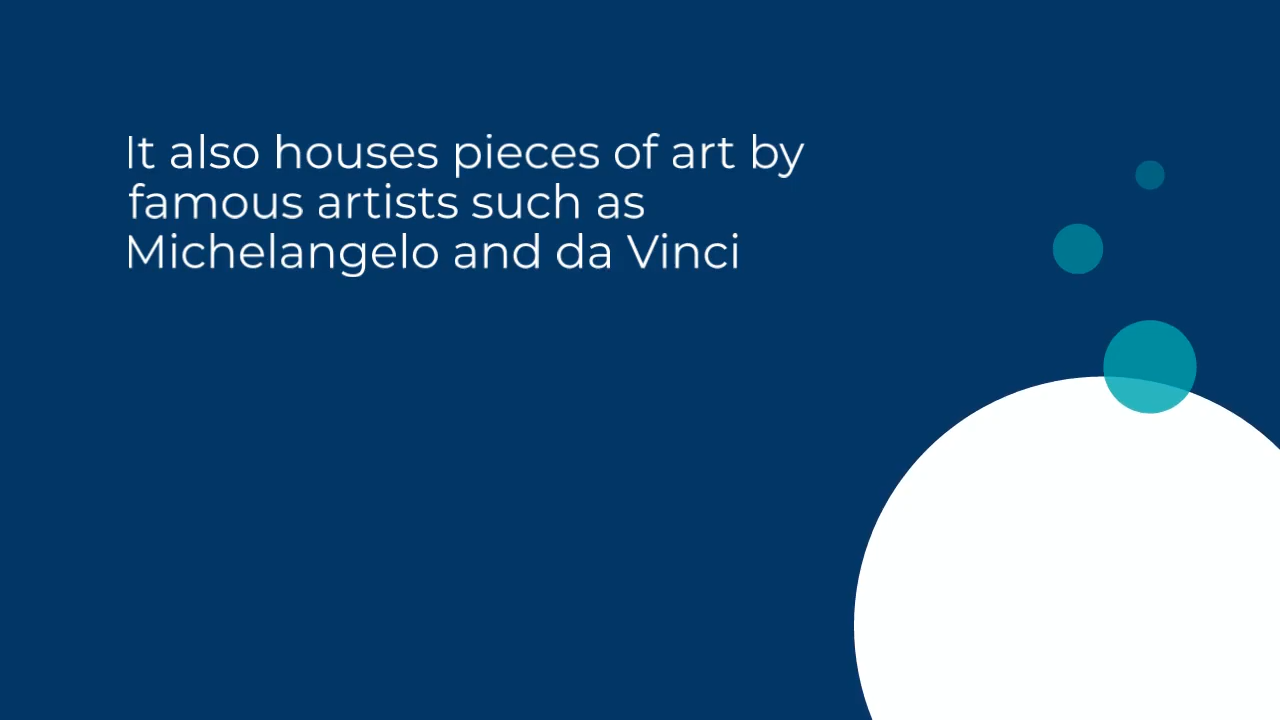 It also houses pieces of art by
famous artists such as
Michelangelo and da Vinci